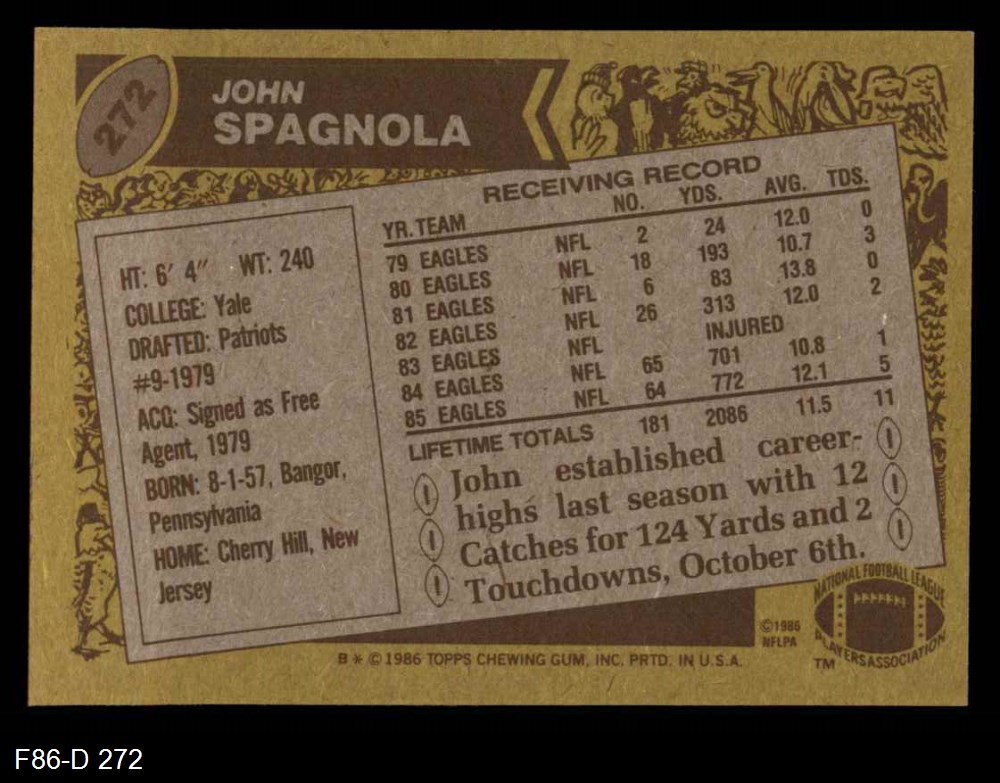 272
JOHN
SPAGNOLA
RECEIVING RECORD
YR. TEAM NO. YDS. AVG. TDS.
79 EAGLES NFL 2 24 12.0 0
80 EAGLES NFL 18 193 10.7 3
81 EAGLES NFL 6 83 13.8 0
82 EAGLES NFL 26 313 12.0 2
83 EAGLES NFL INJURED
84 EAGLES NFL 65 701 10.8 1
85 EAGLES NFL 64 772 12.1 5
LIFETIME TOTALS 181 2086 11.5 11
HT: 6' 4" WT: 240
COLLEGE: Yale
DRAFTED: Patriots
#9-1979
ACQ: Signed as Free
Agent, 1979
BORN: 8-1-57, Bangor,
Pennsylvania
HOME: Cherry Hill, New
Jersey
John established career-
highs last season with 12
Catches for 124 Yards and 2
Touchdowns, October 6th.
NATIONAL FOOTBALL LEAGUE
PLAYERS ASSOCIATION
TM
©1986
NFLPA
B * © 1986 TOPPS CHEWING GUM, INC. PRTD. IN U.S.A.
F86-D 272